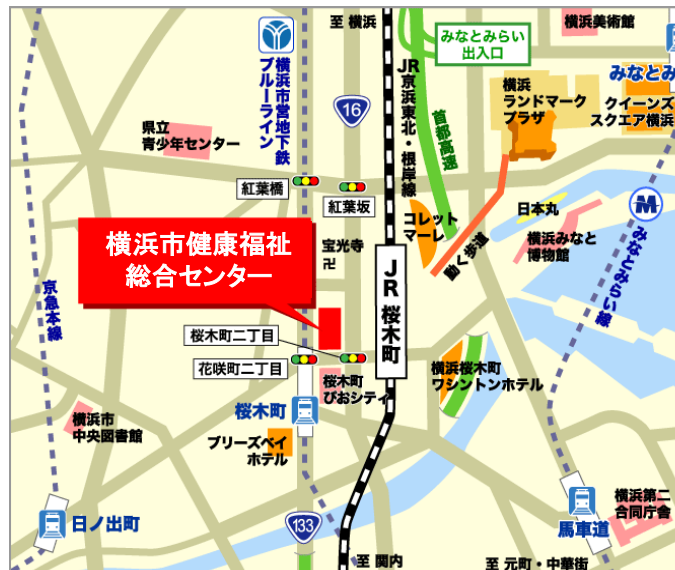 至 横浜
横浜美術館
みなとみらい
出入口
横浜市営地下鉄
ブルーライン
JR京浜東北・根岸線
首都高速
みなとみ
横浜
ランドマーク
プラザ
クイーンズ
スクエア横浜
16
県立
青少年センター
紅葉橋
紅葉坂
コレット
マーレ
日本丸
M
横浜みなと
博物館
動く歩道
みなとみらい線
宝光寺
卍
横浜市健康福祉
総合センター
JR 桜木町
京急本線
桜木町二丁目
花咲町二丁目
桜木町
ぴおシティ
横浜桜木町
ワシントンホテル
桜木町
横浜市
中央図書館
ブリーズベイ
ホテル
日ノ出町
133
馬車道
横浜第二
合同庁舎
至 関内
至 元町・中華街